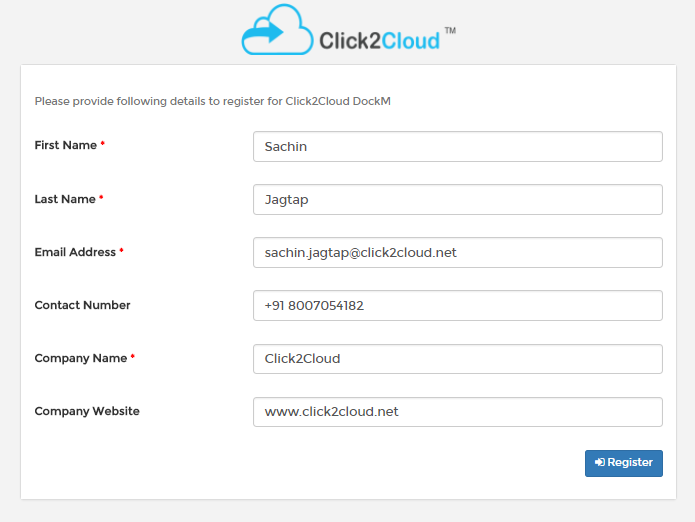 Click2Cloud ™
Please provide following details to register for Click2Cloud DockM
First Name * Sachin
Last Name * Jagtap
Email Address * sachin.jagtap@click2cloud.net
Contact Number +91 8007054182
Company Name * Click2Cloud
Company Website www.click2cloud.net
Register